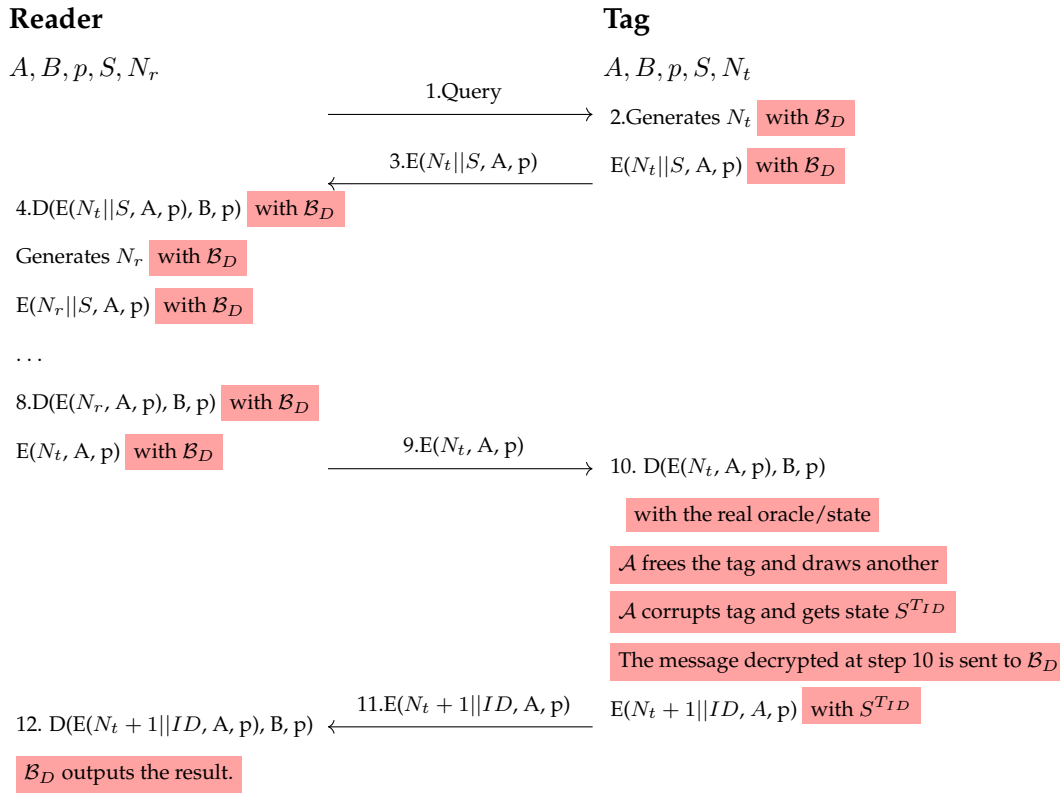 Reader
Tag
A, B, p, S, N_r
A, B, p, S, N_t
1.Query
2.Generates N_t with B_D
3.E(N_t||S, A, p)
E(N_t||S, A, p) with B_D
4.D(E(N_t||S, A, p), B, p) with B_D
Generates N_r with B_D
E(N_r||S, A, p) with B_D
...
8.D(E(N_r, A, p), B, p) with B_D
E(N_t, A, p) with B_D
9.E(N_t, A, p)
10. D(E(N_t, A, p), B, p)
with the real oracle/state
A frees the tag and draws another
A corrupts tag and gets state S^{T_{ID}}
The message decrypted at step 10 is sent to B_D
11.E(N_t + 1||ID, A, p)
E(N_t + 1||ID, A, p) with S^{T_{ID}}
12. D(E(N_t + 1||ID, A, p), B, p)
B_D outputs the result.